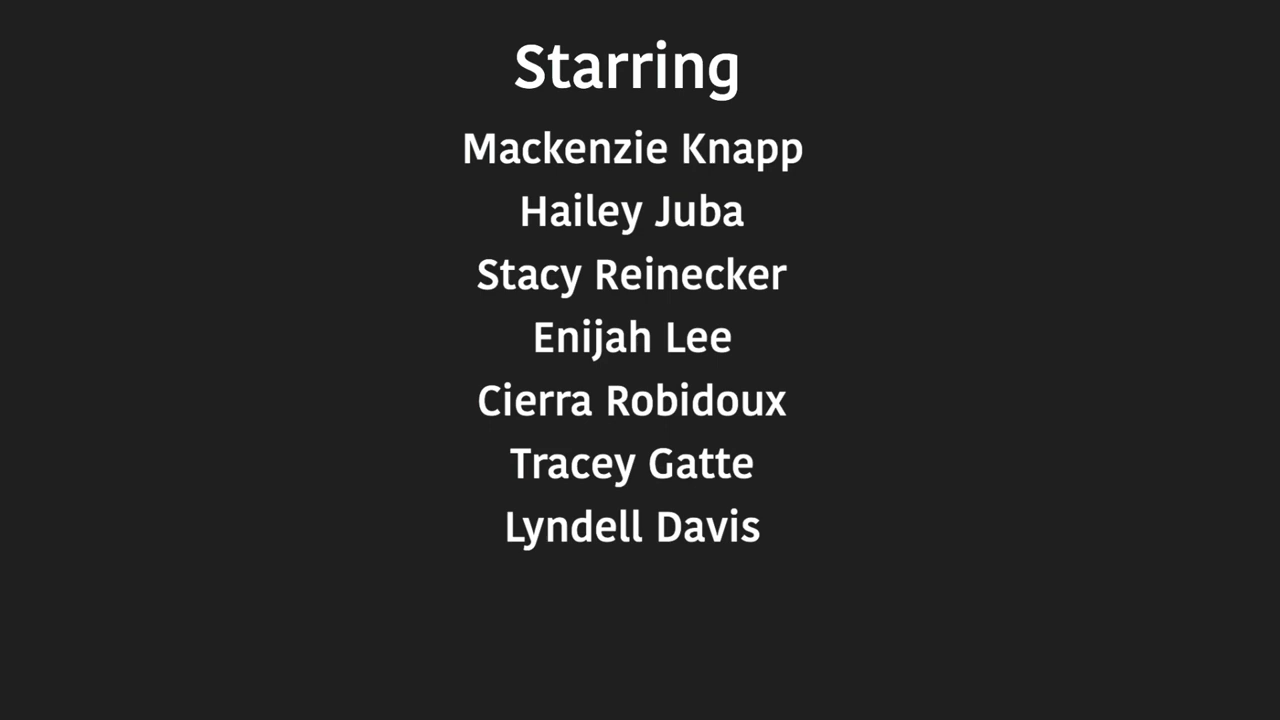 Starring
Mackenzie Knapp
Hailey Juba
Stacy Reinecker
Enijah Lee
Cierra Robidoux
Tracey Gatte
Lyndell Davis